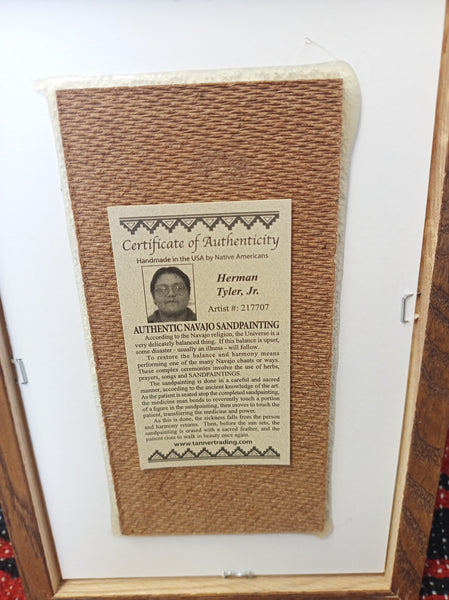 Certificate of Authenticity
Handmade in the USA by Native Americans
Herman
Tyler, Jr.
Artist #: 217707
AUTHENTIC NAVAJO SANDPAINTING
According to the Navajo religion, the Universe is a
very delicately balanced thing. If this balance is upset,
some disaster - usually an illness - will follow.
To restore the balance and harmony means
performing one of the many Navajo chants or ways.
These complex ceremonies involve the use of herbs,
prayers, songs and SANDPAINTINGS.
The sandpainting is done in a careful and sacred
manner, according to the ancient knowledge of the art.
As the patient is seated atop the completed sandpainting,
the medicine man bends to reverently touch a portion
of a figure in the sandpainting, then moves to touch the
patient, transferring the medicine and power.
As this is done, the sickness falls from the person
and harmony returns. Then, before the sun sets, the
sandpainting is erased with a sacred feather, and the
patient rises to walk in beauty once again.
www.tannertrading.com